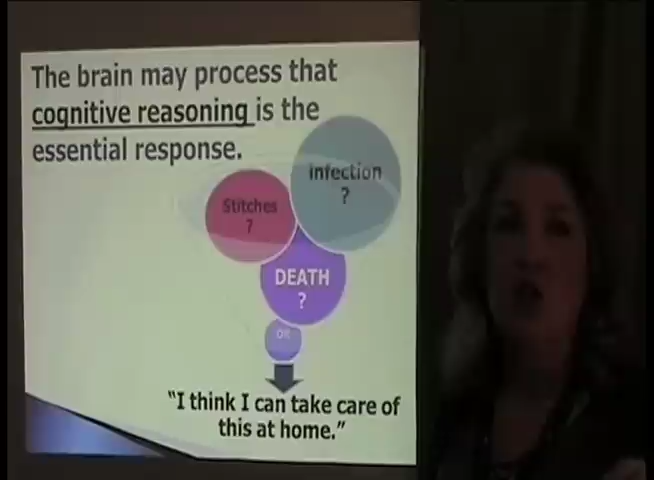 The brain may process that
cognitive reasoning is the
essential response.
Infection
?
Stitches
?
DEATH
?
OR
"I think I can take care of
this at home."